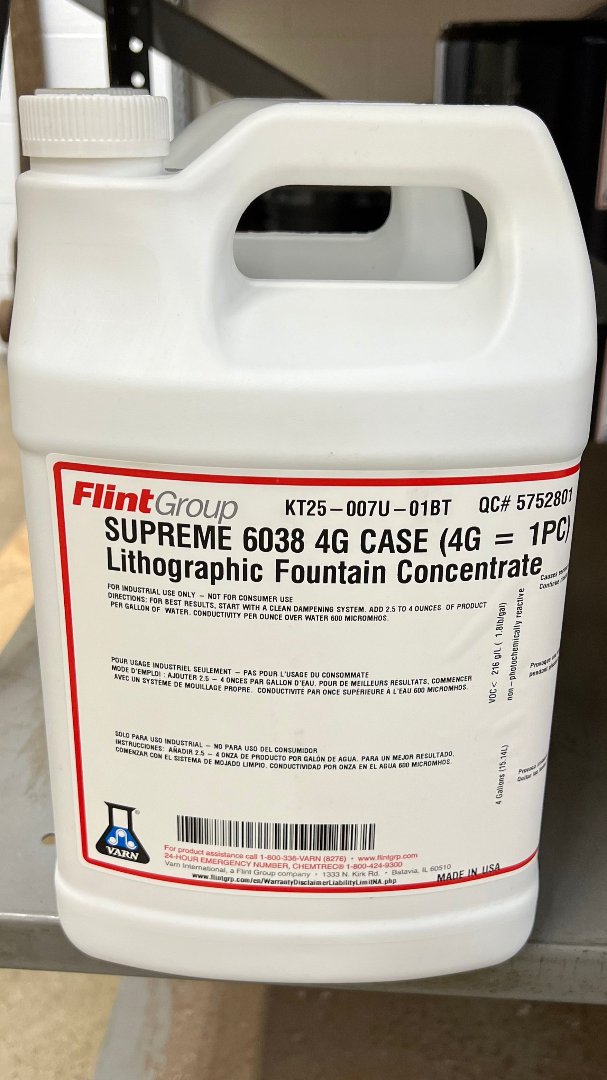 FlintGroup KT25-007U-01BT QC# 5752801
SUPREME 6038 4G CASE (4G = 1PC)
Lithographic Fountain Concentrate
FOR INDUSTRIAL USE ONLY – NOT FOR CONSUMER USE
DIRECTIONS: FOR BEST RESULTS, START WITH A CLEAN DAMPENING SYSTEM. ADD 2.5 TO 4 OUNCES OF PRODUCT
PER GALLON OF WATER. CONDUCTIVITY PER OUNCE OVER WATER 600 MICROMHOS.
POUR USAGE INDUSTRIEL SEULEMENT – PAS POUR L'USAGE DU CONSOMMATE
MODE D'EMPLOI : AJOUTER 2.5 – 4 ONCES PAR GALLON D'EAU. POUR DE MEILLEURS RESULTATS, COMMENCER
AVEC UN SYSTEME DE MOUILLAGE PROPRE. CONDUCTIVITÉ PAR ONCE SUPÉRIEURE À L'EAU 600 MICROMHOS.
SOLO PARA USO INDUSTRIAL – NO PARA USO DEL CONSUMIDOR
INSTRUCCIONES: AÑADIR 2.5 – 4 ONZA DE PRODUCTO POR GALÓN DE AGUA. PARA UN MEJOR RESULTADO,
COMENZAR CON EL SISTEMA DE MOJADO LIMPIO. CONDUCTIVIDAD POR ONZA EN EL AGUA 600 MICROMHOS.
VOC < 216 g/L ( 1.8lb/gal)
non-photochemically reactive
4 Gallons (15.14L)
Causes
VARN
For product assistance call 1-800-336-VARN (8276) • www.flintgrp.com
24-HOUR EMERGENCY NUMBER, CHEMTREC® 1-800-424-9300
Varn International, a Flint Group company • 1333 N. Kirk Rd. • Batavia, IL 60510
www.flintgrp.com/en/WarrantyDisclaimerLiabilityLimitNA.php
MADE IN USA